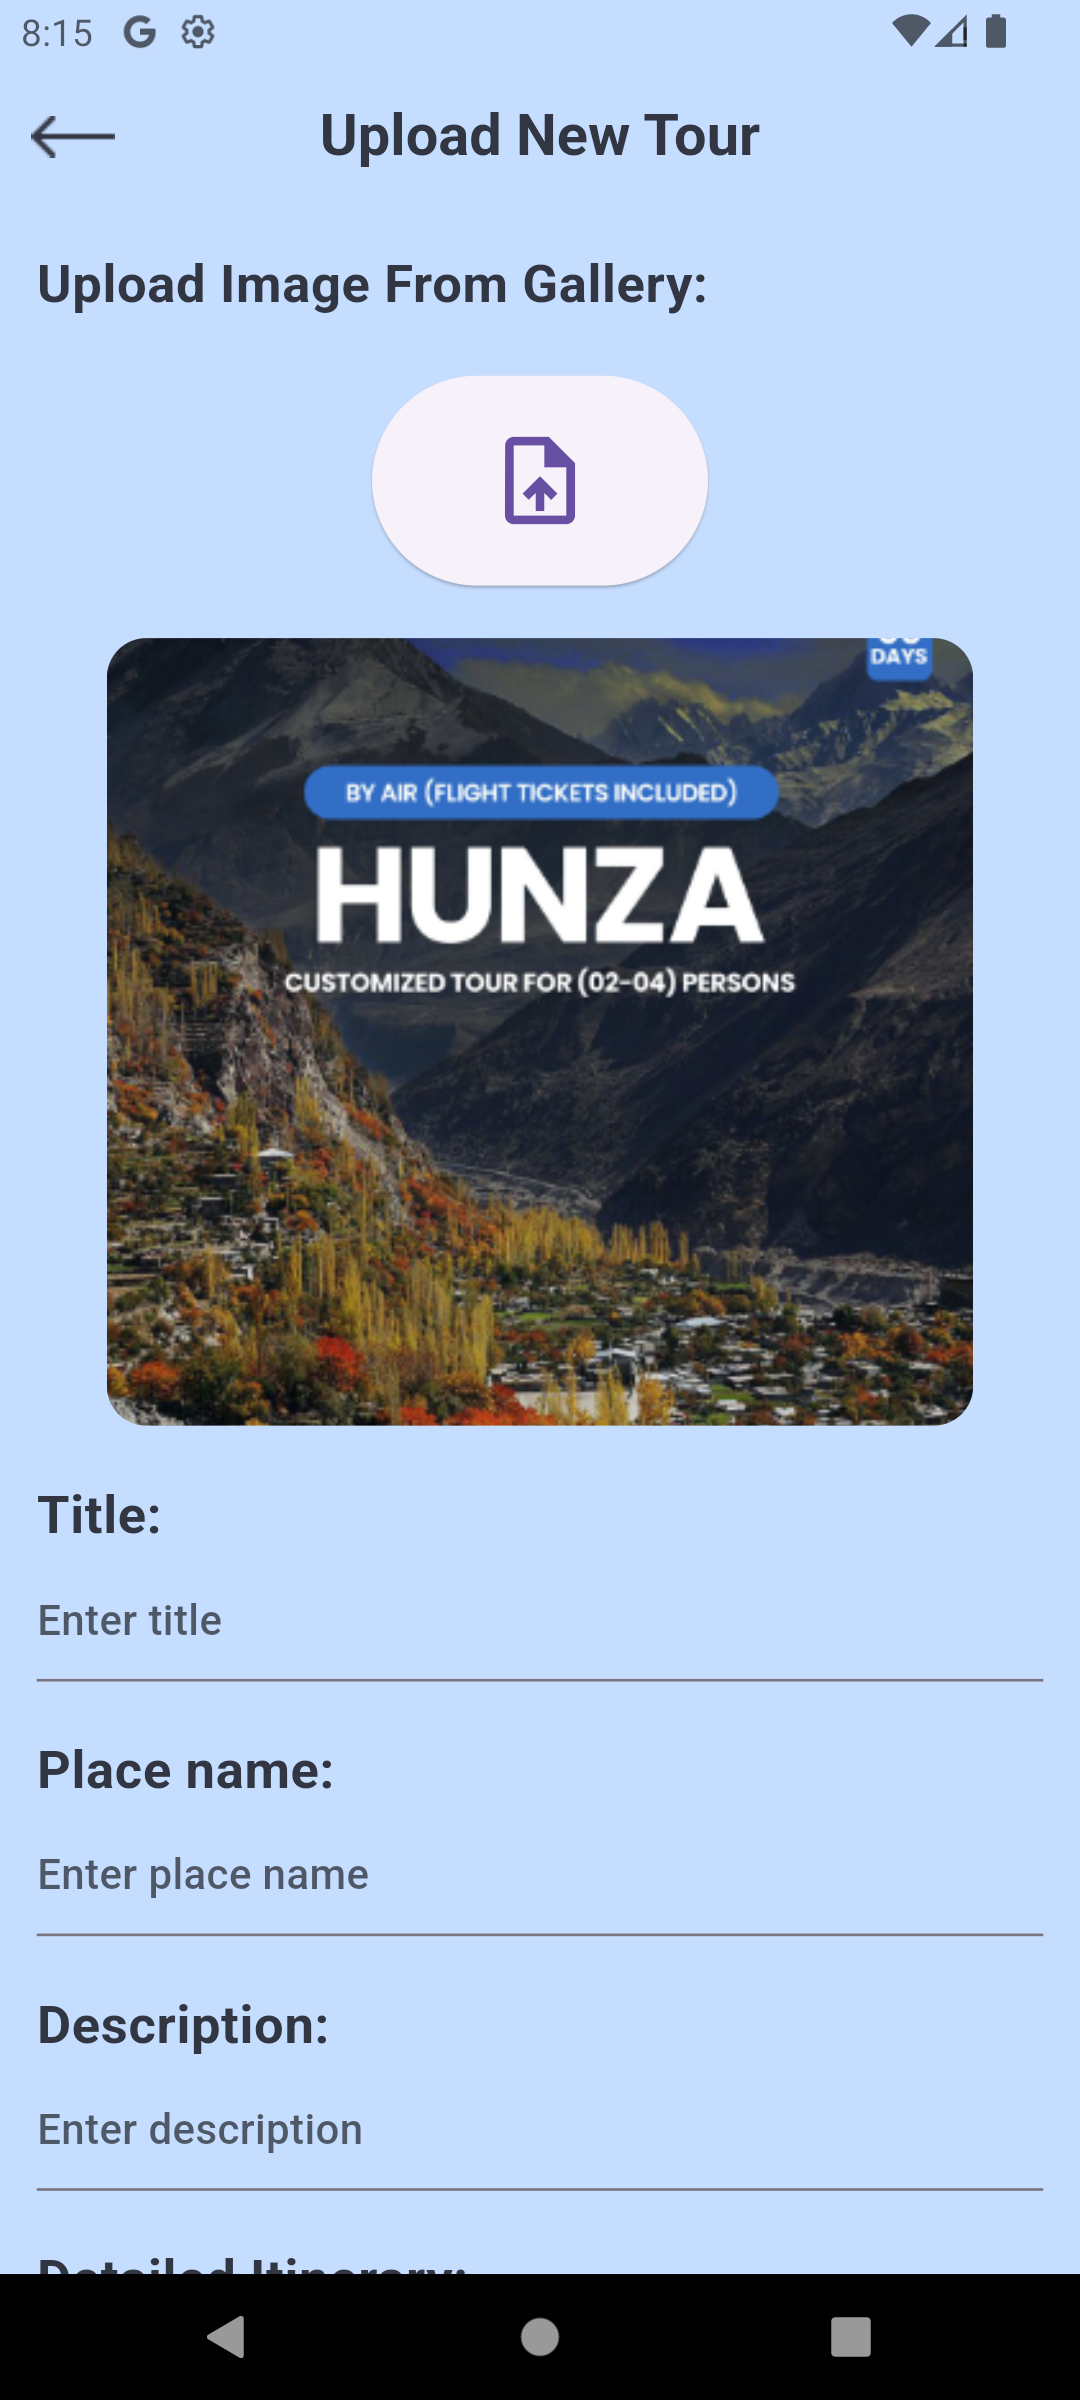 8:15
Upload New Tour
Upload Image From Gallery:
DAYS
BY AIR (FLIGHT TICKETS INCLUDED)
HUNZA
CUSTOMIZED TOUR FOR (02-04) PERSONS
Title:
Enter title
Place name:
Enter place name
Description:
Enter description
Detailed Itinerary: